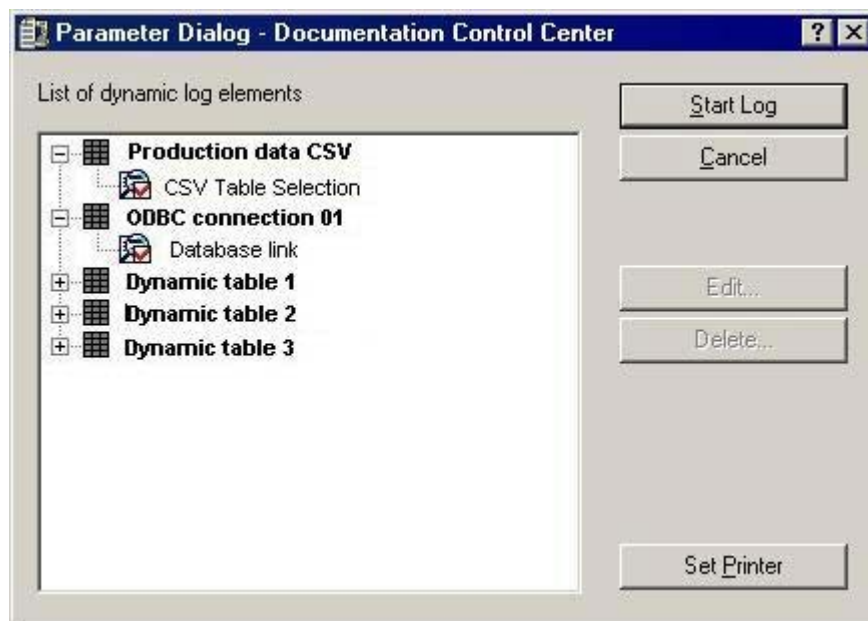 Parameter Dialog - Documentation Control Center
List of dynamic log elements
Start Log
Production data CSV
Cancel
CSV Table Selection
ODBC connection 01
Database link
Dynamic table 1
Edit...
Dynamic table 2
Delete...
Dynamic table 3
Set Printer